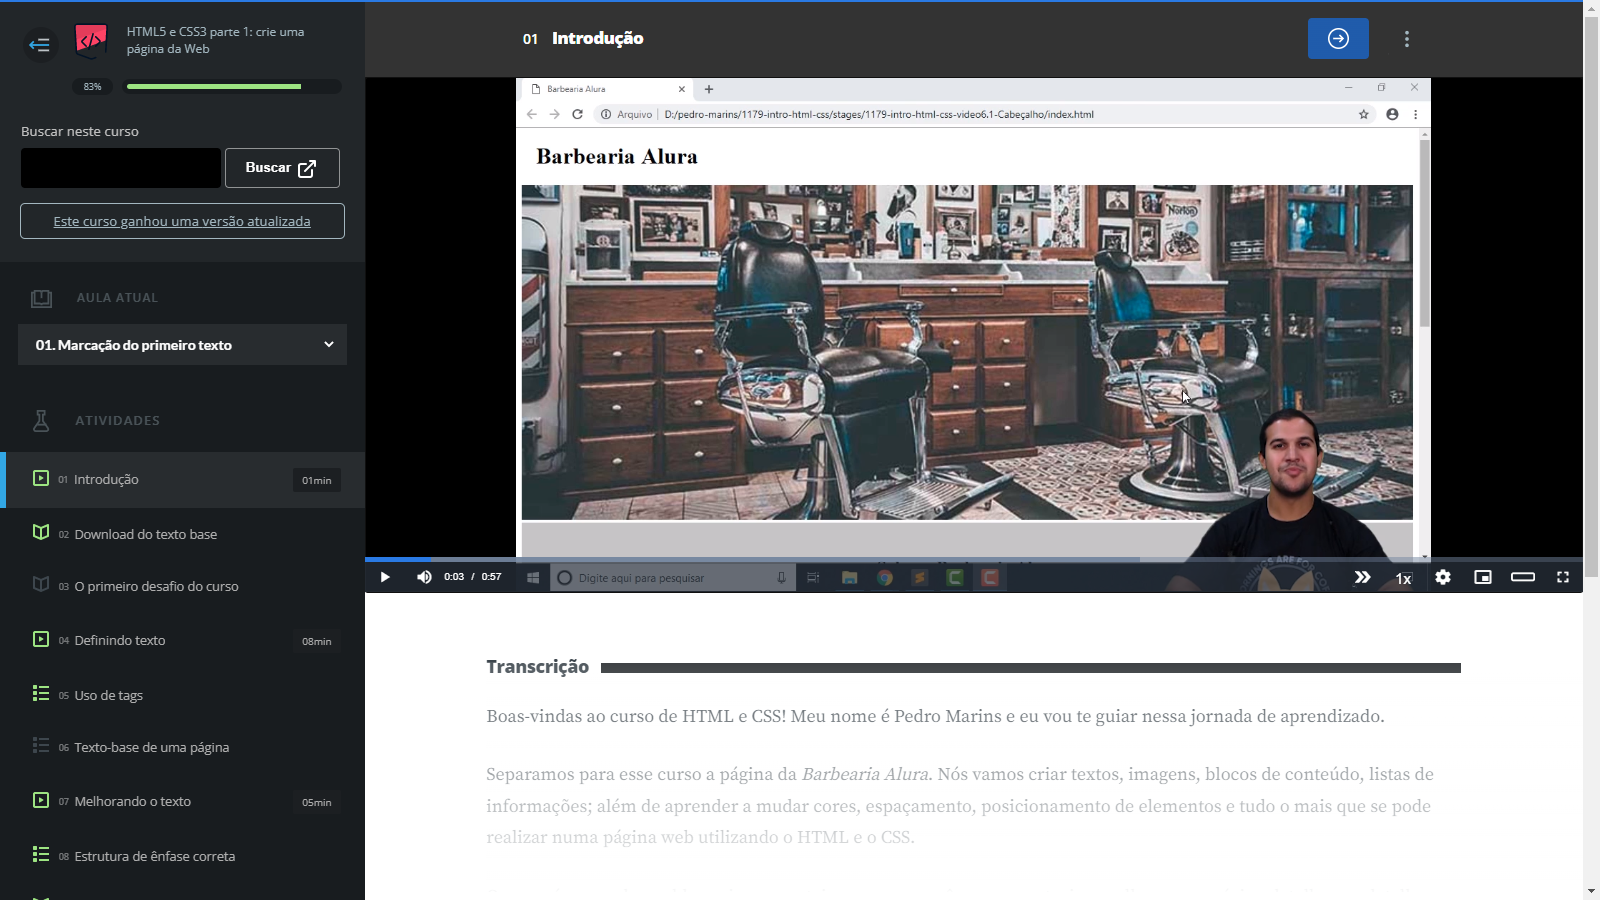 HTML5 e CSS3 parte 1: crie uma
página da Web
83%
Buscar neste curso
Buscar
Este curso ganhou uma versão atualizada
AULA ATUAL
01. Marcação do primeiro texto
ATIVIDADES
01 Introdução 01min
02 Download do texto base
03 O primeiro desafio do curso
04 Definindo texto 08min
05 Uso de tags
06 Texto-base de uma página
07 Melhorando o texto 05min
08 Estrutura de ênfase correta
01 Introdução
Barbearia Alura
Arquivo D:/pedro-marins/1179-intro-html-css/stages/1179-intro-html-css-video6.1-Cabeçalho/index.html
Barbearia Alura
Norton
0:03 / 0:57
Digite aqui para pesquisar
1x
Transcrição
Boas-vindas ao curso de HTML e CSS! Meu nome é Pedro Marins e eu vou te guiar nessa jornada de aprendizado.
Separamos para esse curso a página da Barbearia Alura. Nós vamos criar textos, imagens, blocos de conteúdo, listas de
informações; além de aprender a mudar cores, espaçamento, posicionamento de elementos e tudo o mais que se pode
realizar numa página web utilizando o HTML e o CSS.